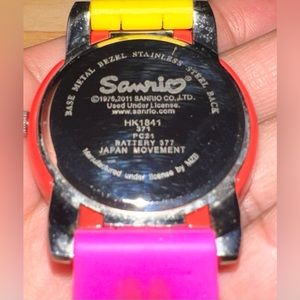 BASE METAL BEZEL STAINLESS STEEL BACK
Sanrio
©1976,2011 SANRIO CO.,LTD.
Used Under License.
www.sanrio.com
HK1841
371
PC21
BATTERY 377
JAPAN MOVEMENT
Manufactured under license by MZB